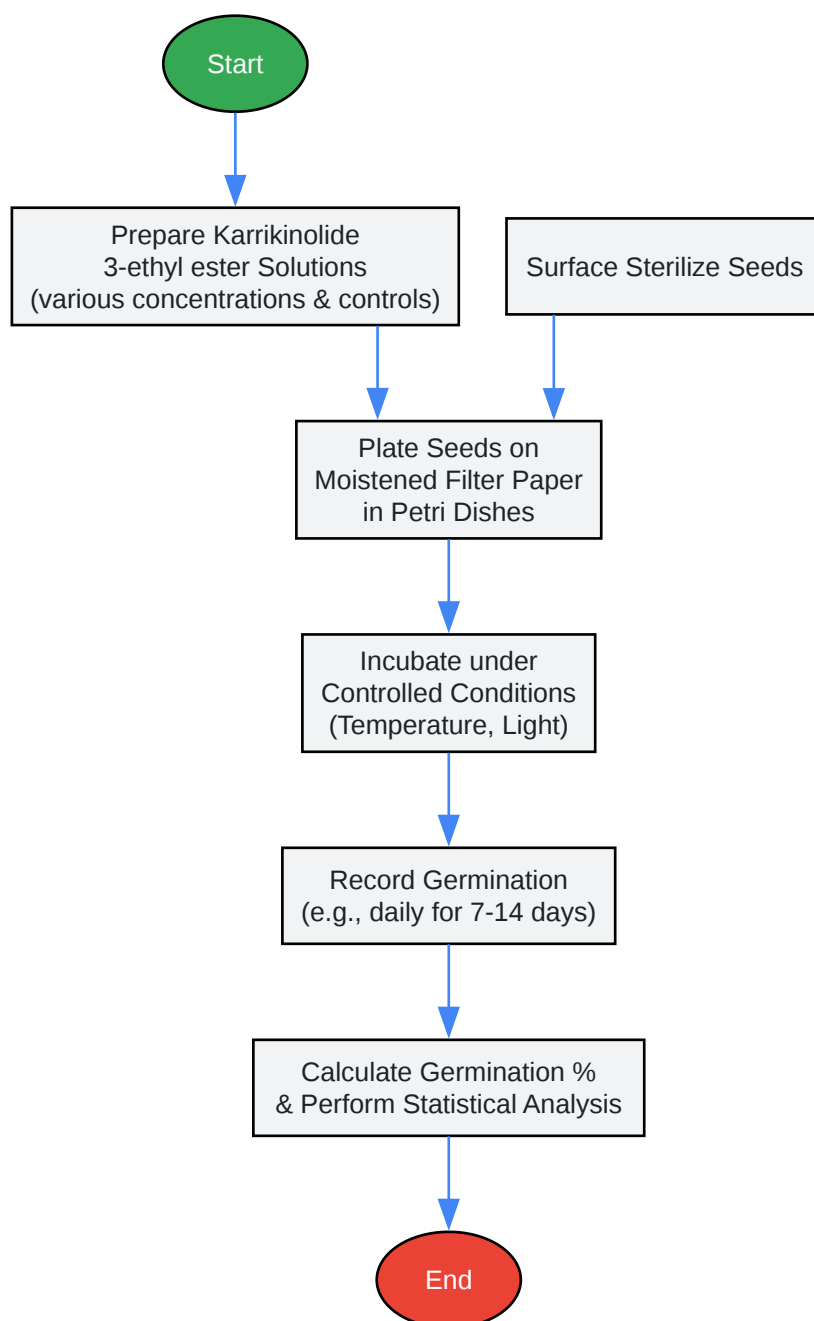 Start
Prepare Karrikinolide
3-ethyl ester Solutions
(various concentrations & controls)
Surface Sterilize Seeds
Plate Seeds on
Moistened Filter Paper
in Petri Dishes
Incubate under
Controlled Conditions
(Temperature, Light)
Record Germination
(e.g., daily for 7-14 days)
Calculate Germination %
& Perform Statistical Analysis
End